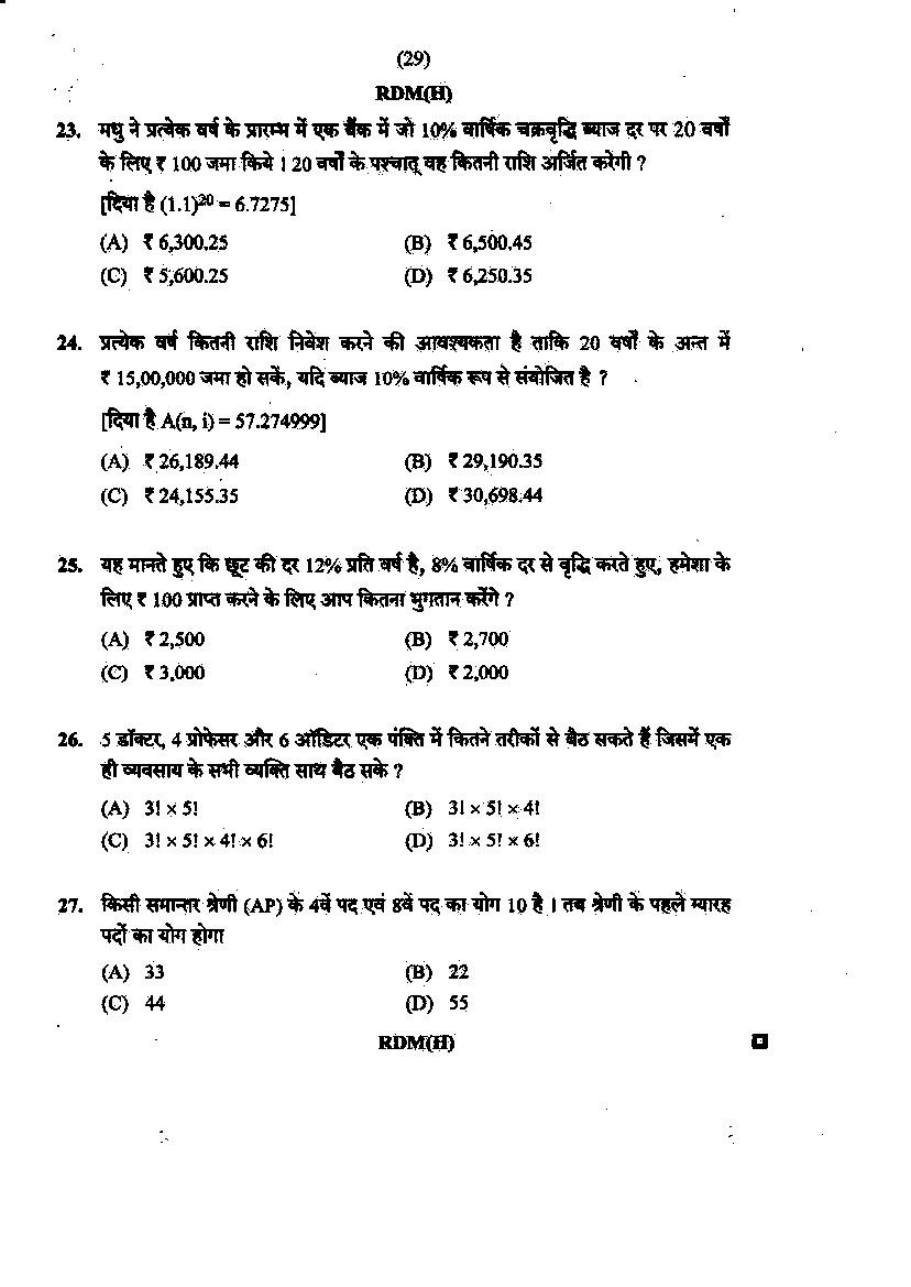 (29)
RDM(H)
23. मधु ने प्रत्येक वर्ष के प्रारम्भ में एक बैंक में जो 10% वार्षिक चक्रवृद्धि ब्याज दर पर 20 वर्षों
के लिए ₹ 100 जमा किये । 20 वर्षों के पश्चात् वह कितनी राशि अर्जित करेगी ?
[दिया है (1.1)²⁰ = 6.7275]
(A) ₹ 6,300.25 (B) ₹ 6,500.45
(C) ₹ 5,600.25 (D) ₹ 6,250.35
24. प्रत्येक वर्ष कितनी राशि निवेश करने की आवश्यकता है ताकि 20 वर्षों के अन्त में
₹ 15,00,000 जमा हो सकें, यदि ब्याज 10% वार्षिक रूप से संयोजित है ?
[दिया है A(n, i) = 57.274999]
(A) ₹ 26,189.44 (B) ₹ 29,190.35
(C) ₹ 24,155.35 (D) ₹ 30,698.44
25. यह मानते हुए कि छूट की दर 12% प्रति वर्ष है, 8% वार्षिक दर से वृद्धि करते हुए, हमेशा के
लिए ₹ 100 प्राप्त करने के लिए आप कितना भुगतान करेंगे ?
(A) ₹ 2,500 (B) ₹ 2,700
(C) ₹ 3,000 (D) ₹ 2,000
26. 5 डॉक्टर, 4 प्रोफेसर और 6 ऑडिटर एक पंक्ति में कितने तरीकों से बैठ सकते हैं जिसमें एक
ही व्यवसाय के सभी व्यक्ति साथ बैठ सके ?
(A) 3! × 5! (B) 3! × 5! × 4!
(C) 3! × 5! × 4! × 6! (D) 3! × 5! × 6!
27. किसी समान्तर श्रेणी (AP) के 4वें पद एवं 8वें पद का योग 10 है । तब श्रेणी के पहले ग्यारह
पदों का योग होगा
(A) 33 (B) 22
(C) 44 (D) 55
RDM(H)